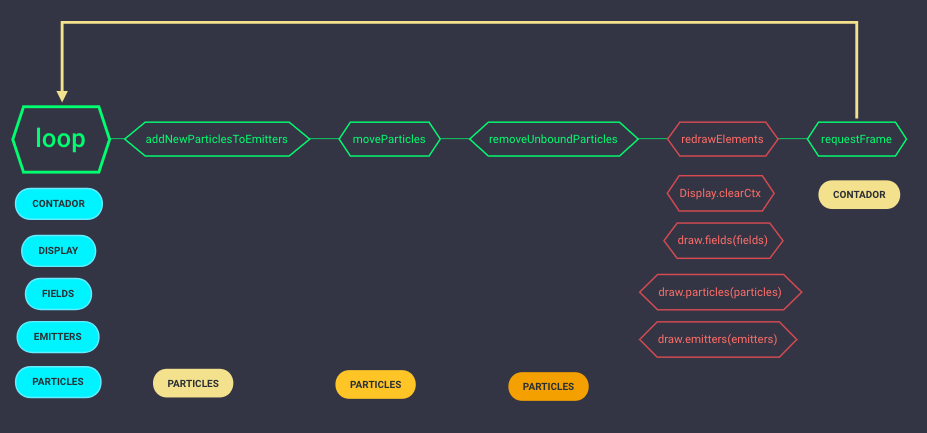 loop
addNewParticlesToEmitters
moveParticles
removeUnboundParticles
redrawElements
requestFrame
CONTADOR
DISPLAY
FIELDS
EMITTERS
PARTICLES
PARTICLES
PARTICLES
PARTICLES
Display.clearCtx
draw.fields(fields)
draw.particles(particles)
draw.emitters(emitters)
CONTADOR